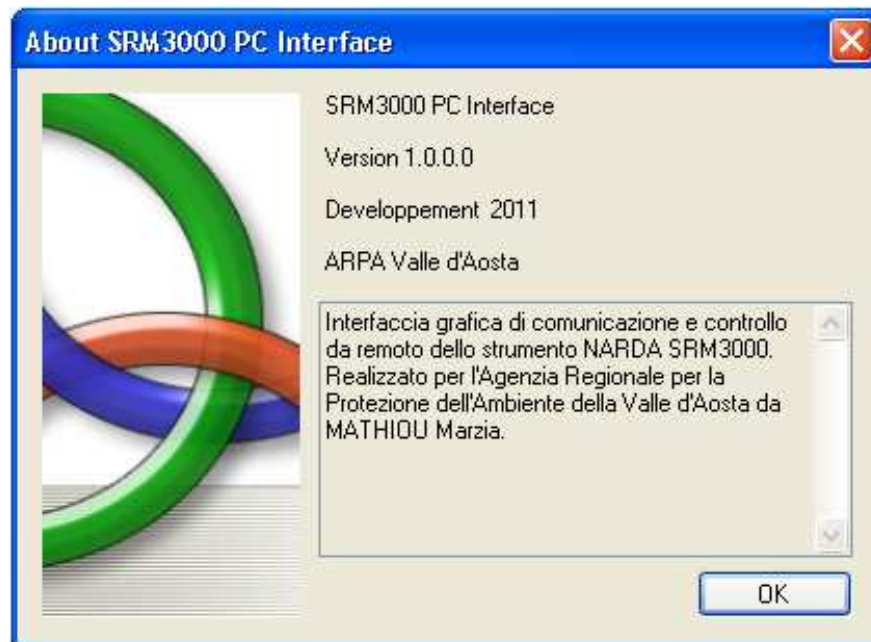 About SRM3000 PC Interface
SRM3000 PC Interface
Version 1.0.0.0
Developpement 2011
ARPA Valle d'Aosta
Interfaccia grafica di comunicazione e controllo
da remoto dello strumento NARDA SRM3000.
Realizzato per l'Agenzia Regionale per la
Protezione dell'Ambiente della Valle d'Aosta da
MATHIOU Marzia.
OK